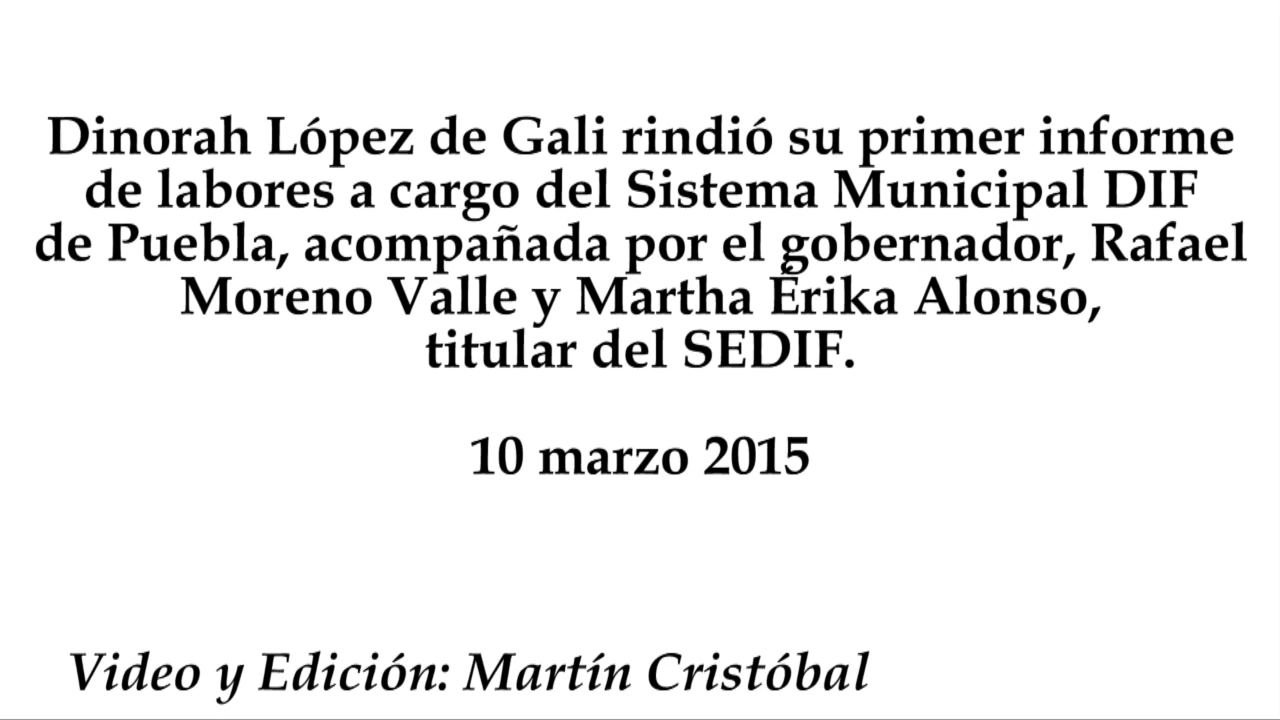 Dinorah López de Gali rindió su primer informe
de labores a cargo del Sistema Municipal DIF
de Puebla, acompañada por el gobernador, Rafael
Moreno Valle y Martha Érika Alonso,
titular del SEDIF.
10 marzo 2015
Video y Edición: Martín Cristóbal